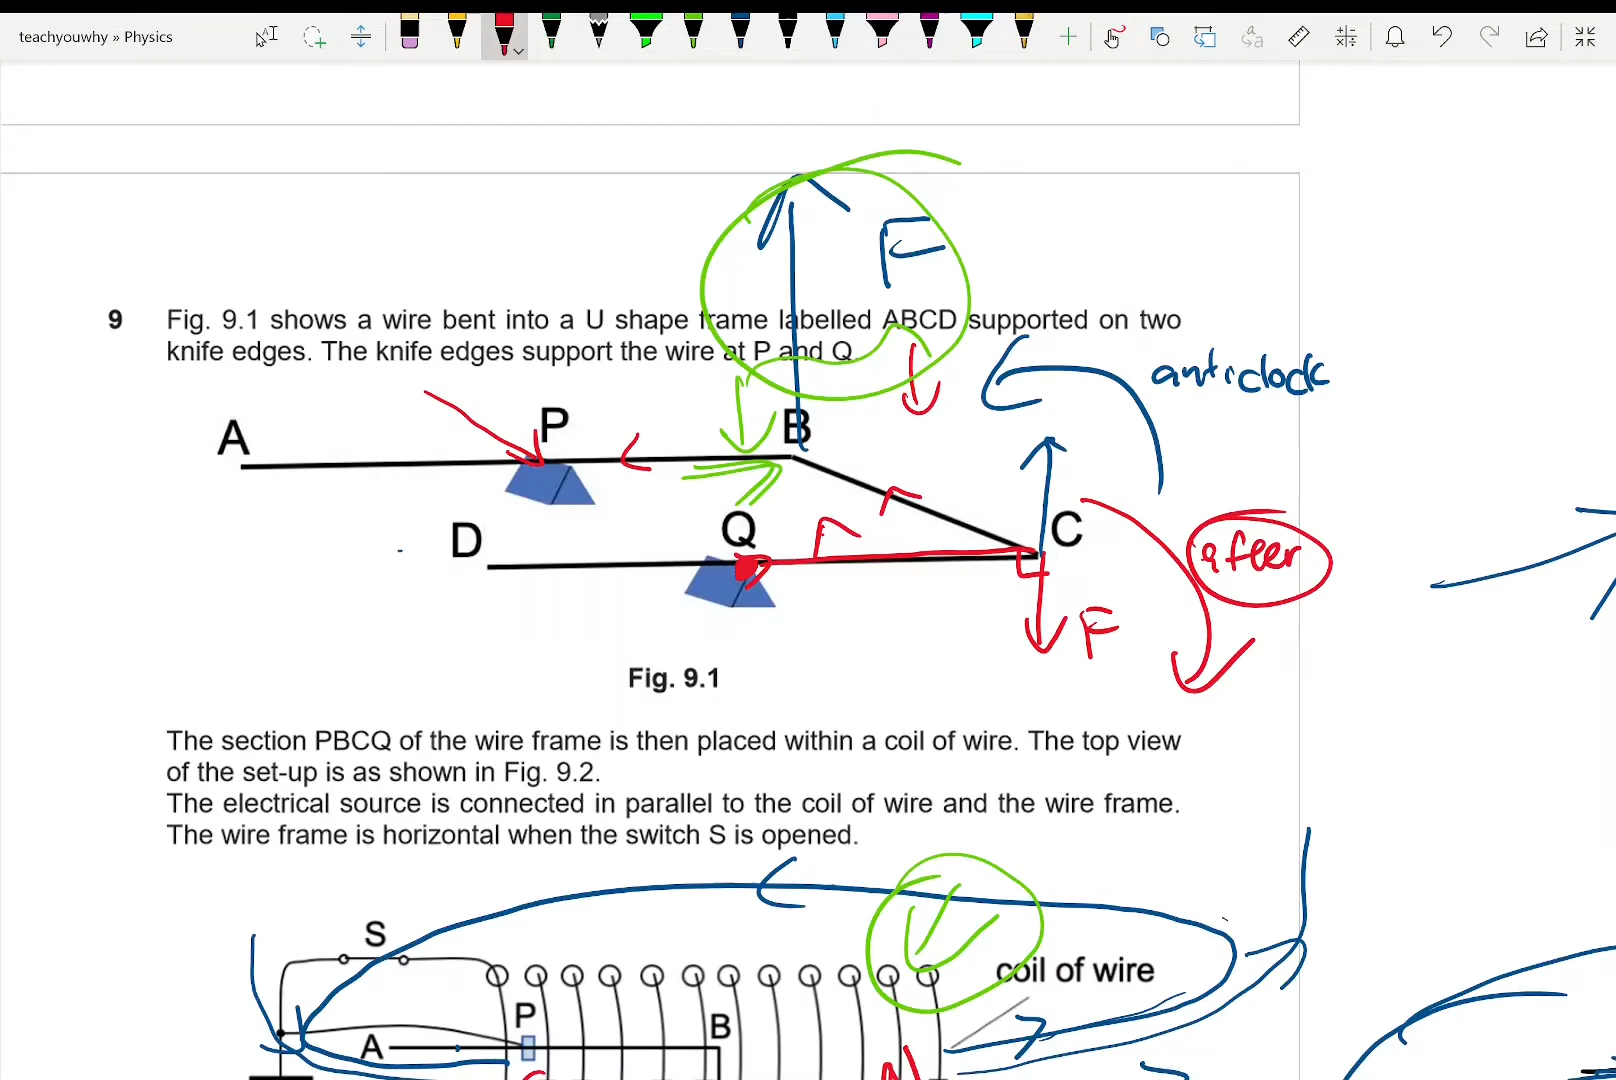 teachyouwhy » Physics
F
9 Fig. 9.1 shows a wire bent into a U shape frame labelled ABCD supported on two
knife edges. The knife edges support the wire at P and Q.
anticlock
A
P
B
D
Q
C
after
F
Fig. 9.1
The section PBCQ of the wire frame is then placed within a coil of wire. The top view
of the set-up is as shown in Fig. 9.2.
The electrical source is connected in parallel to the coil of wire and the wire frame.
The wire frame is horizontal when the switch S is opened.
S
coil of wire
P
B
A
N